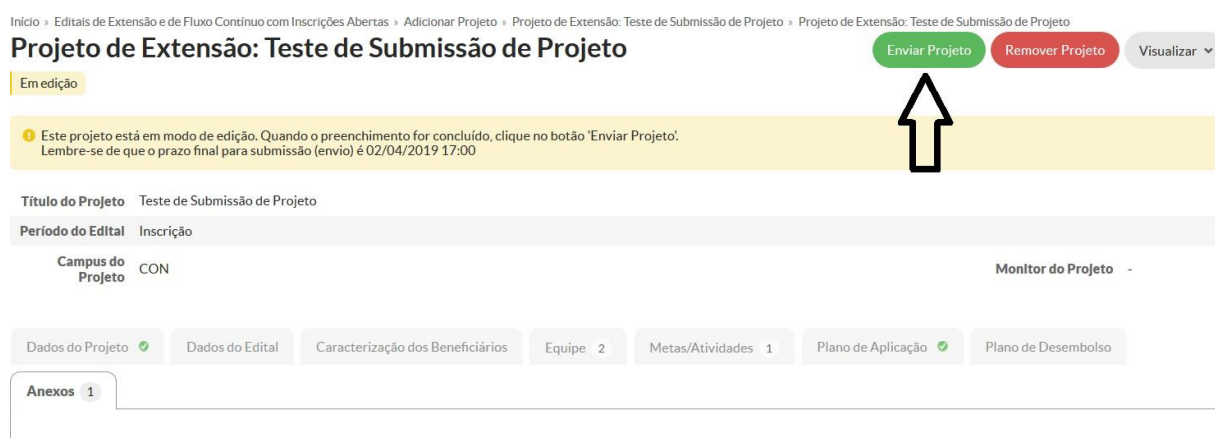 Início » Editais de Extensão e de Fluxo Contínuo com Inscrições Abertas » Adicionar Projeto » Projeto de Extensão: Teste de Submissão de Projeto » Projeto de Extensão: Teste de Submissão de Projeto
Projeto de Extensão: Teste de Submissão de Projeto
Enviar Projeto
Remover Projeto
Visualizar
Em edição
Este projeto está em modo de edição. Quando o preenchimento for concluído, clique no botão 'Enviar Projeto'.
Lembre-se de que o prazo final para submissão (envio) é 02/04/2019 17:00
Título do Projeto Teste de Submissão de Projeto
Período do Edital Inscrição
Campus do
Projeto CON
Monitor do Projeto -
Dados do Projeto Dados do Edital Caracterização dos Beneficiários Equipe 2 Metas/Atividades 1 Plano de Aplicação Plano de Desembolso
Anexos 1